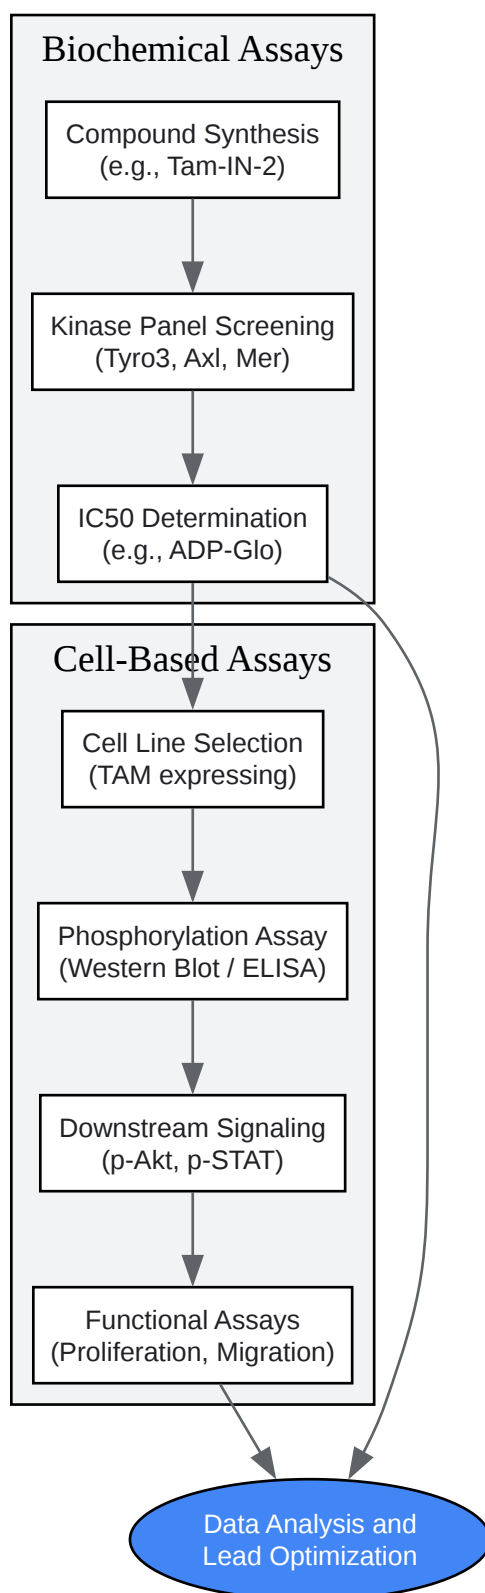 Biochemical Assays
Compound Synthesis
(e.g., Tam-IN-2)
Kinase Panel Screening
(Tyro3, Axl, Mer)
IC50 Determination
(e.g., ADP-Glo)
Cell-Based Assays
Cell Line Selection
(TAM expressing)
Phosphorylation Assay
(Western Blot / ELISA)
Downstream Signaling
(p-Akt, p-STAT)
Functional Assays
(Proliferation, Migration)
Data Analysis and
Lead Optimization